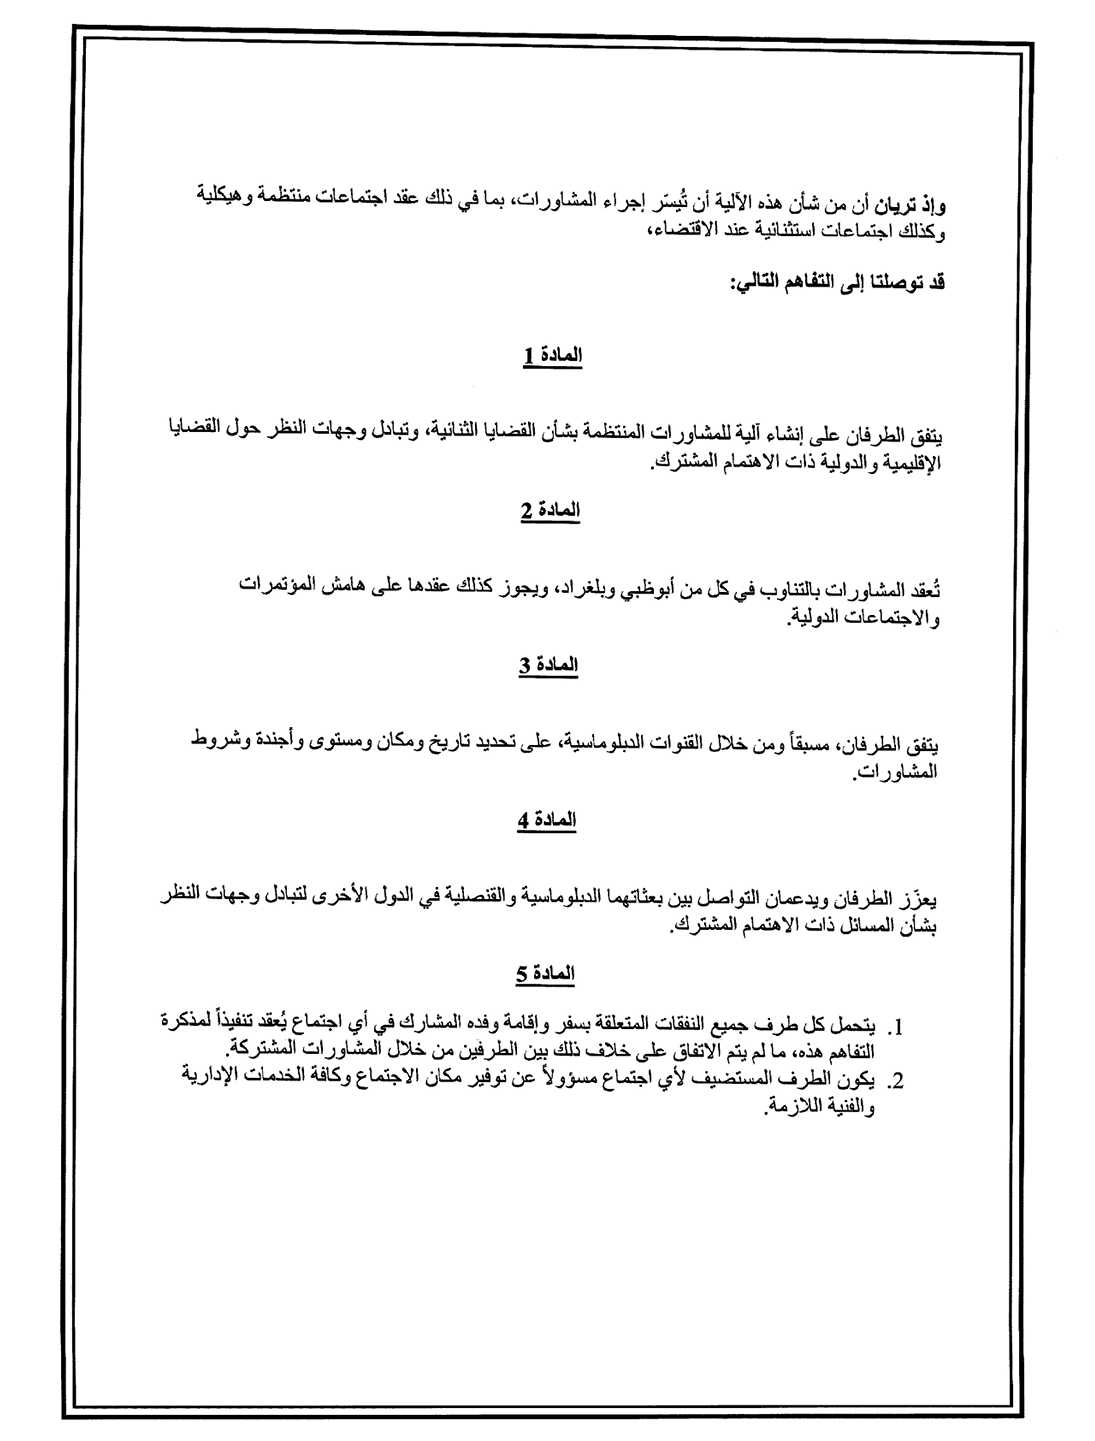 وإذْ تريان أن من شأن هذه الآلية أن تُيسّر إجراء المشاورات، بما في ذلك عقد اجتماعات منتظمة وهيكلية
وكذلك اجتماعات استثنائية عند الاقتضاء،
قد توصلتا إلى التفاهم التالي:
المادة 1
يتفق الطرفان على إنشاء آلية للمشاورات المنتظمة بشأن القضايا الثنائية، وتبادل وجهات النظر حول القضايا
الإقليمية والدولية ذات الاهتمام المشترك.
المادة 2
تُعقد المشاورات بالتناوب في كل من أبوظبي وبلغراد، ويجوز كذلك عقدها على هامش المؤتمرات
والاجتماعات الدولية.
المادة 3
يتفق الطرفان، مسبقاً ومن خلال القنوات الدبلوماسية، على تحديد تاريخ ومكان ومستوى وأجندة وشروط
المشاورات.
المادة 4
يعزّز الطرفان ويدعمان التواصل بين بعثاتهما الدبلوماسية والقنصلية في الدول الأخرى لتبادل وجهات النظر
بشأن المسائل ذات الاهتمام المشترك.
المادة 5
1. يتحمل كل طرف جميع النفقات المتعلقة بسفر وإقامة وفده المشارك في أي اجتماع يُعقد تنفيذاً لمذكرة
التفاهم هذه، ما لم يتم الاتفاق على خلاف ذلك بين الطرفين من خلال المشاورات المشتركة.
2. يكون الطرف المستضيف لأي اجتماع مسؤولاً عن توفير مكان الاجتماع وكافة الخدمات الإدارية
والفنية اللازمة.